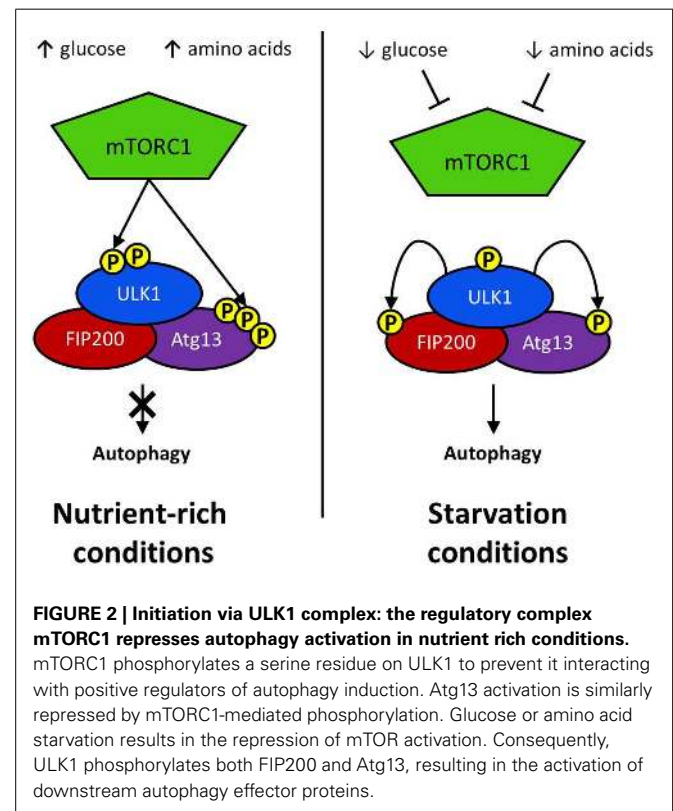 ↑ glucose ↑ amino acids
mTORC1
P P
ULK1
P P P
FIP200 Atg13
Autophagy
Nutrient-rich
conditions
↓ glucose ↓ amino acids
mTORC1
P
ULK1
P P
FIP200 Atg13
Autophagy
Starvation
conditions
FIGURE 2 | Initiation via ULK1 complex: the regulatory complex
mTORC1 represses autophagy activation in nutrient rich conditions.
mTORC1 phosphorylates a serine residue on ULK1 to prevent it interacting
with positive regulators of autophagy induction. Atg13 activation is similarly
repressed by mTORC1-mediated phosphorylation. Glucose or amino acid
starvation results in the repression of mTOR activation. Consequently,
ULK1 phosphorylates both FIP200 and Atg13, resulting in the activation of
downstream autophagy effector proteins.